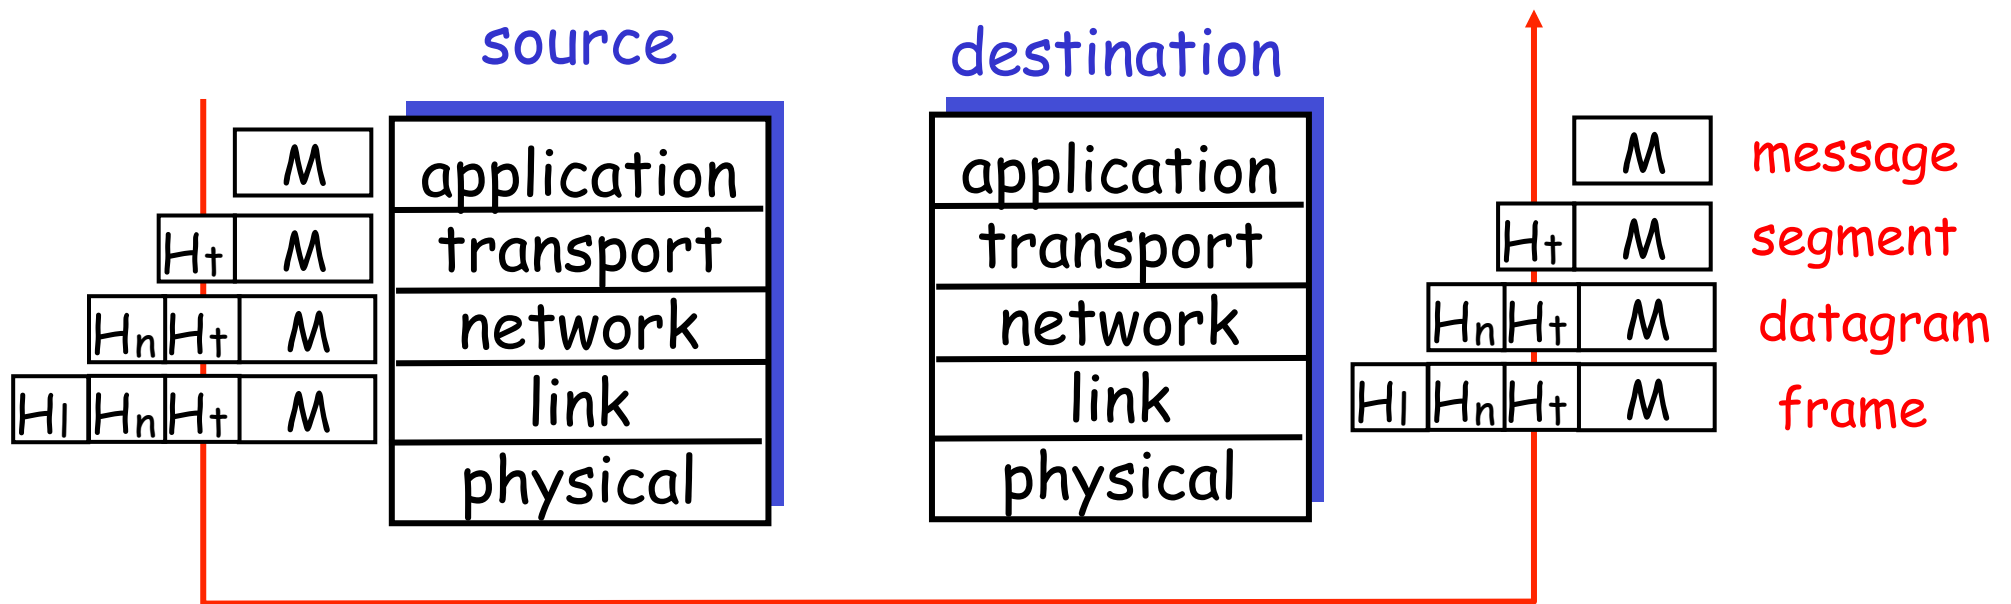 source destination
M application application M message
Ht M transport transport Ht M segment
Hn Ht M network network Hn Ht M datagram
Hl Hn Ht M link link Hl Hn Ht M frame
physical physical